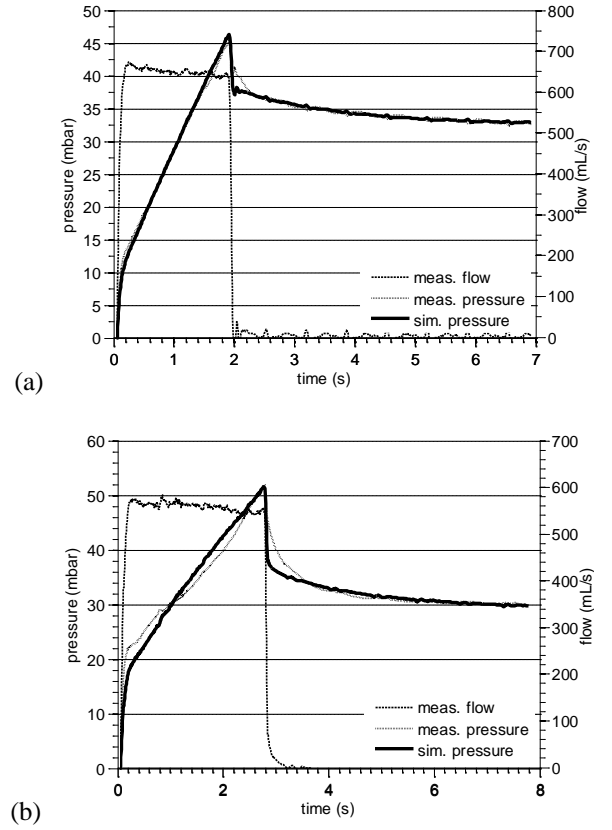 50 800
45 700
40 600
35 500
30 400
25 300
20 200
15 100
10 0
5
0
pressure (mbar)
flow (mL/s)
meas. flow
meas. pressure
sim. pressure
0 1 2 3 4 5 6 7
time (s)
(a)
60 700
50 600
40 500
30 400
20 300
10 200
0 100
0
pressure (mbar)
flow (mL/s)
meas. flow
meas. pressure
sim. pressure
0 2 4 6 8
time (s)
(b)